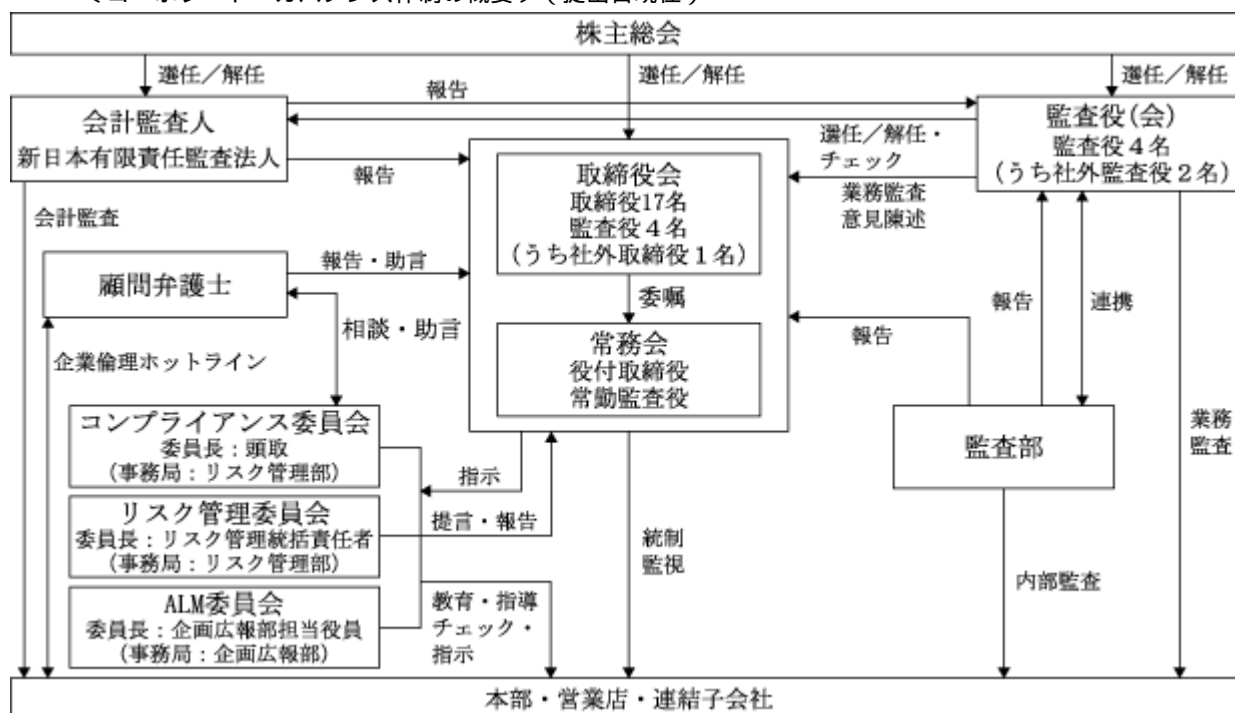 株主総会
選任／解任
選任／解任
選任／解任
会計監査人
新日本有限責任監査法人
報告
監査役(会)
監査役４名
(うち社外監査役２名)
選任／解任・
チェック
報告
業務監査
意見陳述
取締役会
取締役17名
監査役４名
(うち社外取締役１名)
会計監査
顧問弁護士
報告・助言
委嘱
相談・助言
常務会
役付取締役
常勤監査役
報告
報告
連携
企業倫理ホットライン
コンプライアンス委員会
委員長：頭取
(事務局：リスク管理部)
監査部
業務
監査
指示
リスク管理委員会
委員長：リスク管理統括責任者
(事務局：リスク管理部)
提言・報告
統制
監視
内部監査
ALM委員会
委員長：企画広報部担当役員
(事務局：企画広報部)
教育・指導
チェック・
指示
本部・営業店・連結子会社